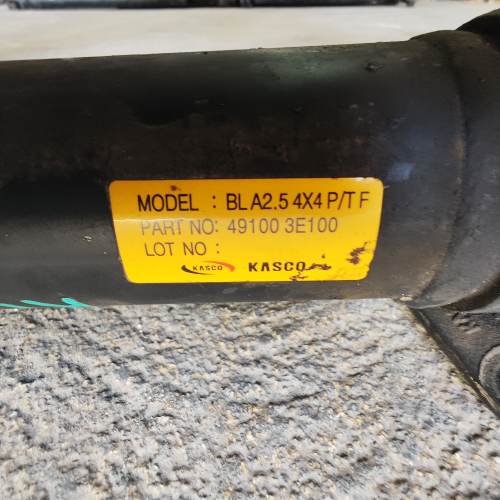 MODEL : BL A2.5 4X4 P/T F
PART NO: 49100 3E100
LOT NO :
KASCO KASCO